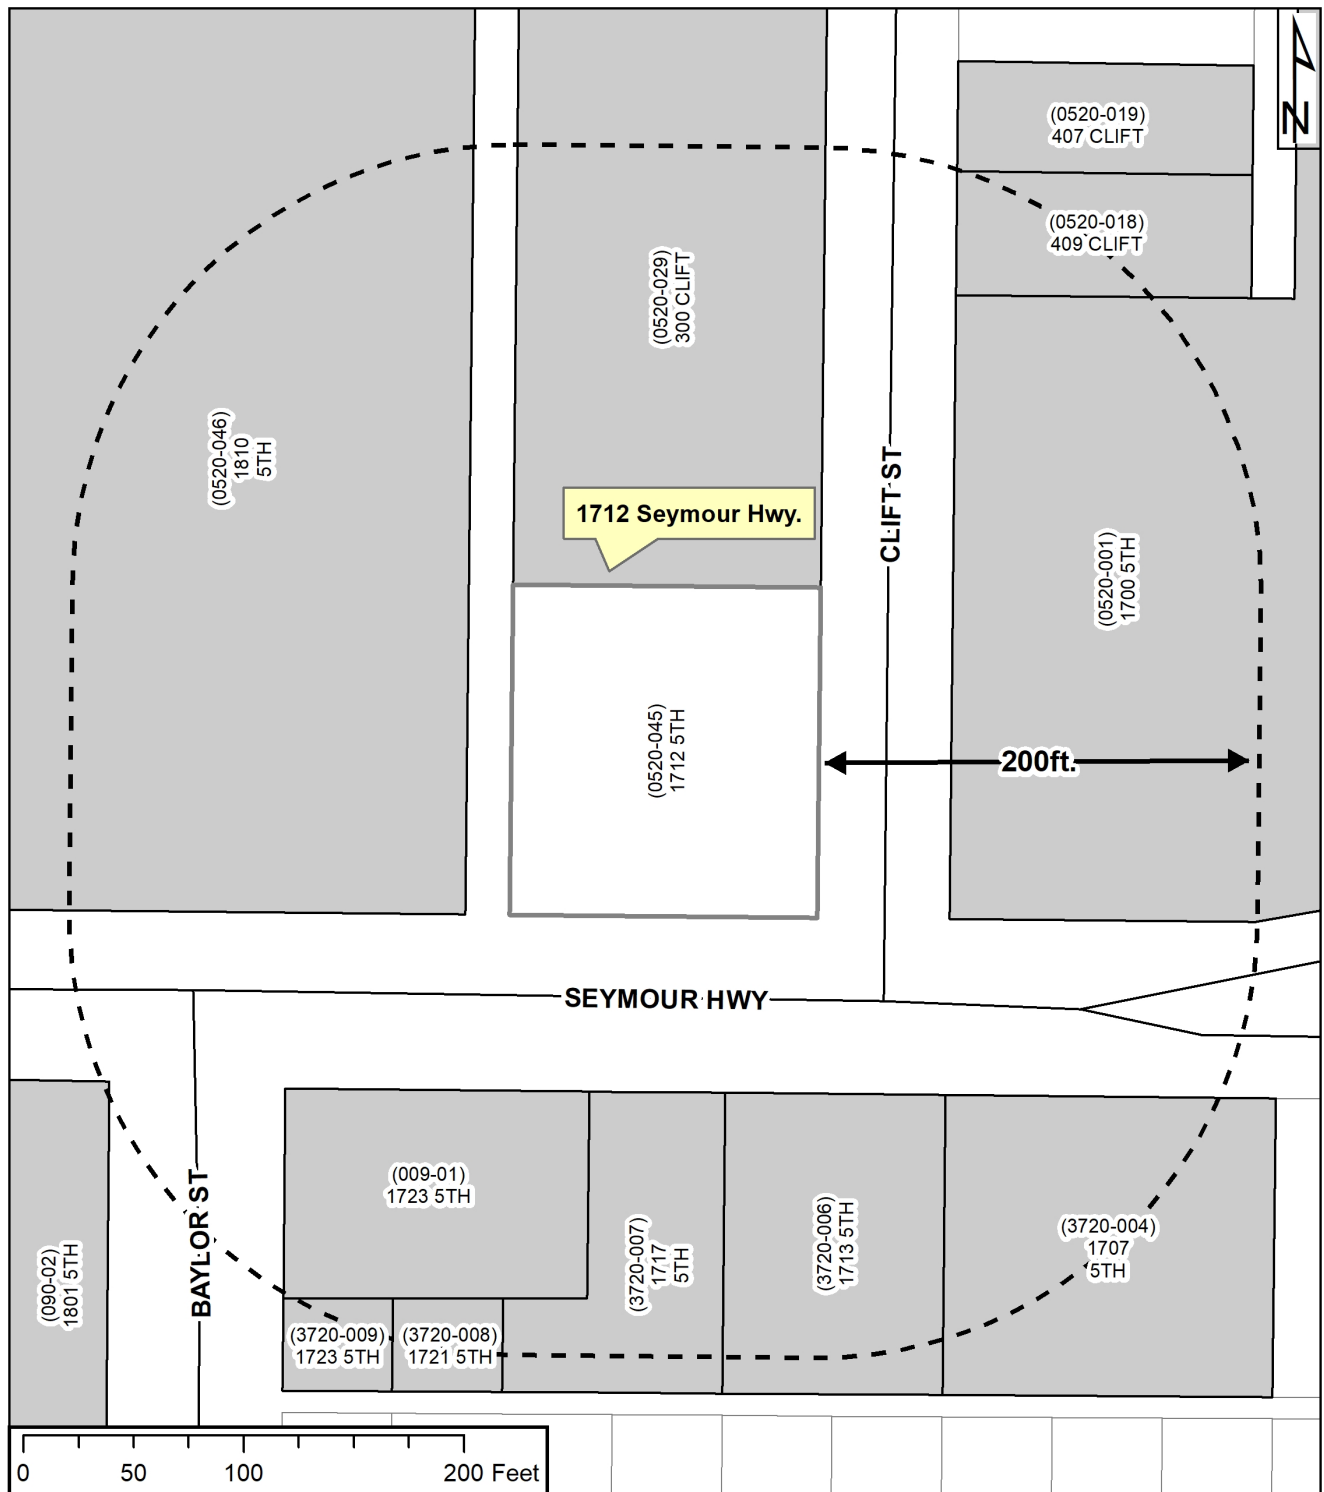 N
(0520-019)
407 CLIFT
(0520-018)
409 CLIFT
(0520-029)
300 CLIFT
(0520-046)
1810
5TH
1712 Seymour Hwy.
CLIFT ST
(0520-001)
1700 5TH
(0520-045)
1712 5TH
200ft.
SEYMOUR HWY
(009-01)
1723 5TH
BAYLOR ST
(090-02)
1801 5TH
(3720-007)
1717
5TH
(3720-006)
1713 5TH
(3720-004)
1707
5TH
(3720-009)
1723 5TH
(3720-008)
1721 5TH
0 50 100 200 Feet